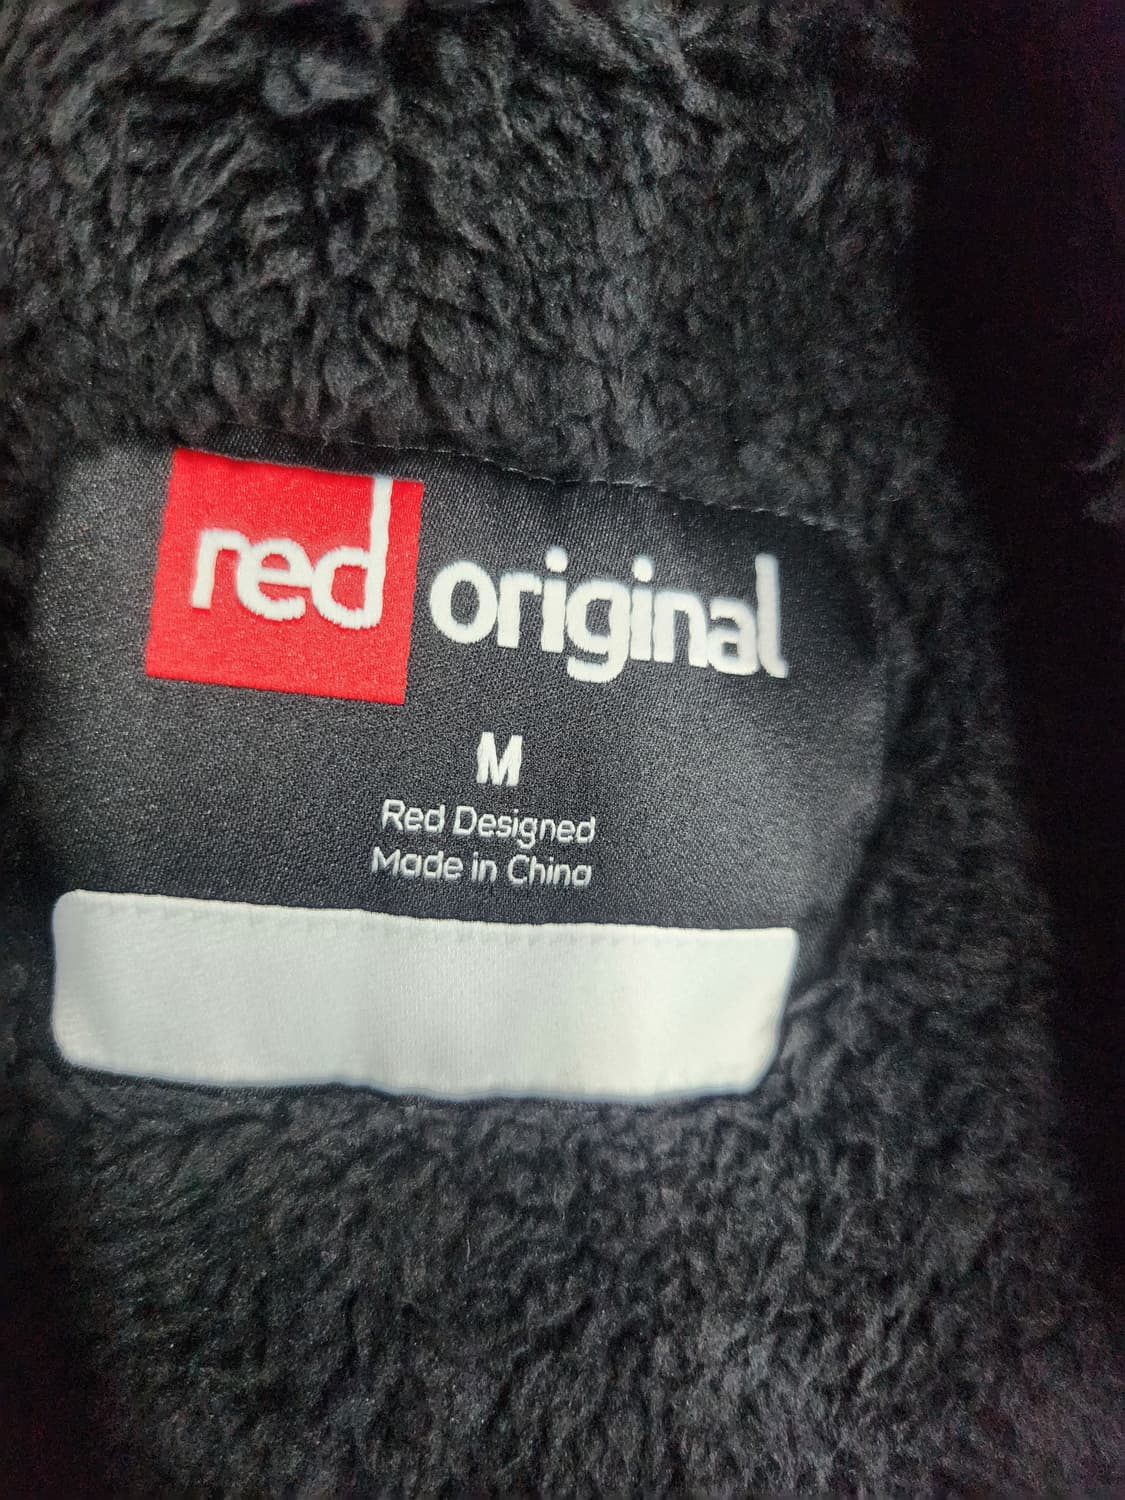 red original
M
Red Designed
Made in China